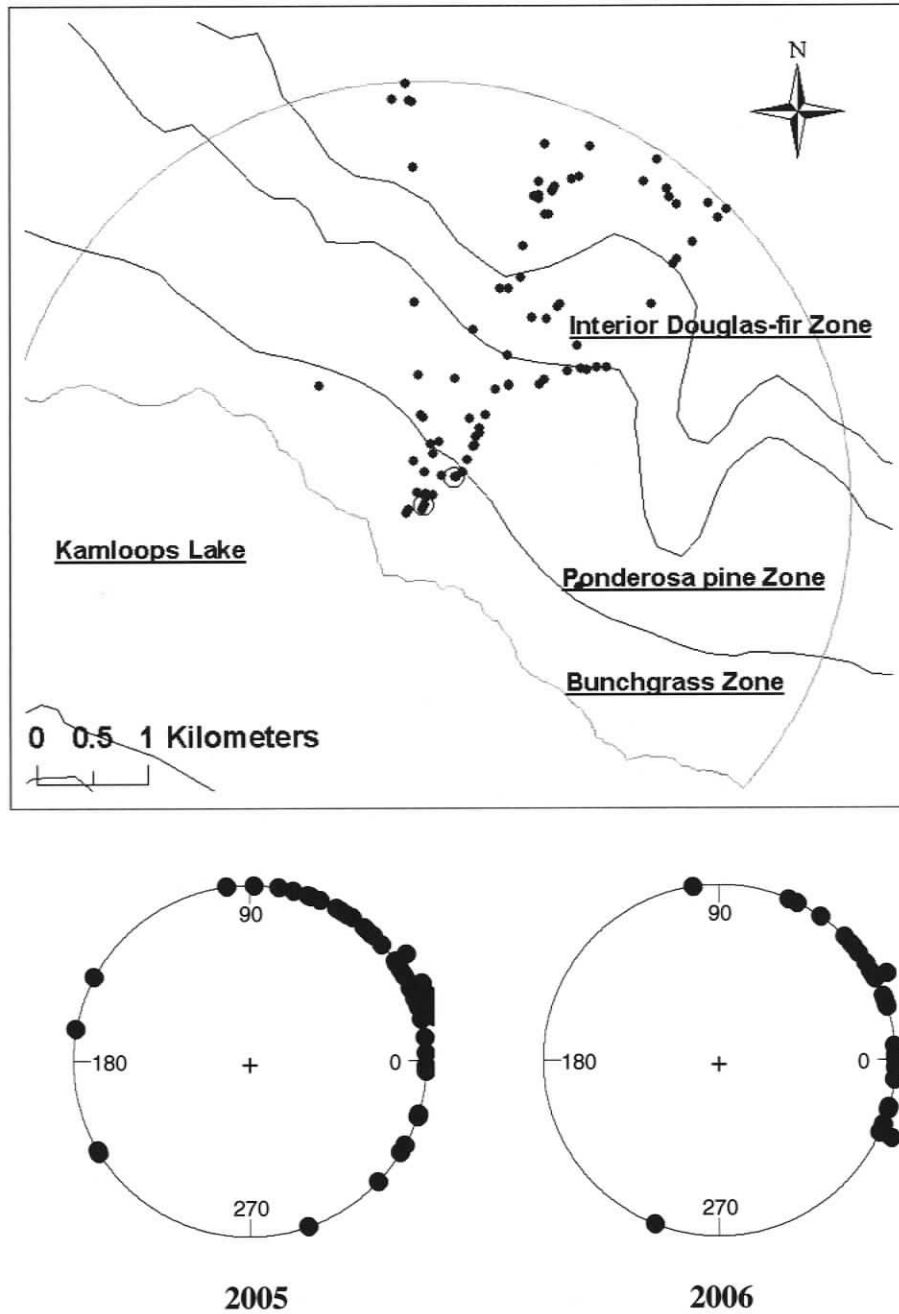 N
Interior Douglas-fir Zone
Kamloops Lake
Ponderosa pine Zone
Bunchgrass Zone
0 0.5 1 Kilometers
90 90
180 0 180 0
270 270
2005 2006